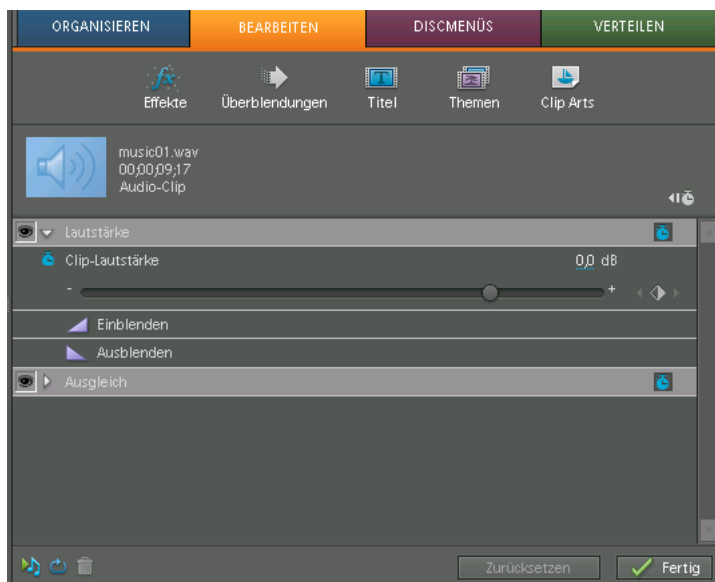 ORGANISIEREN BEARBEITEN DISCMENÜS VERTEILEN
Effekte Überblendungen Titel Themen Clip Arts
music01.wav
00;00;09;17
Audio-Clip
Lautstärke
Clip-Lautstärke 0,0 dB
- +
Einblenden
Ausblenden
Ausgleich
Zurücksetzen Fertig